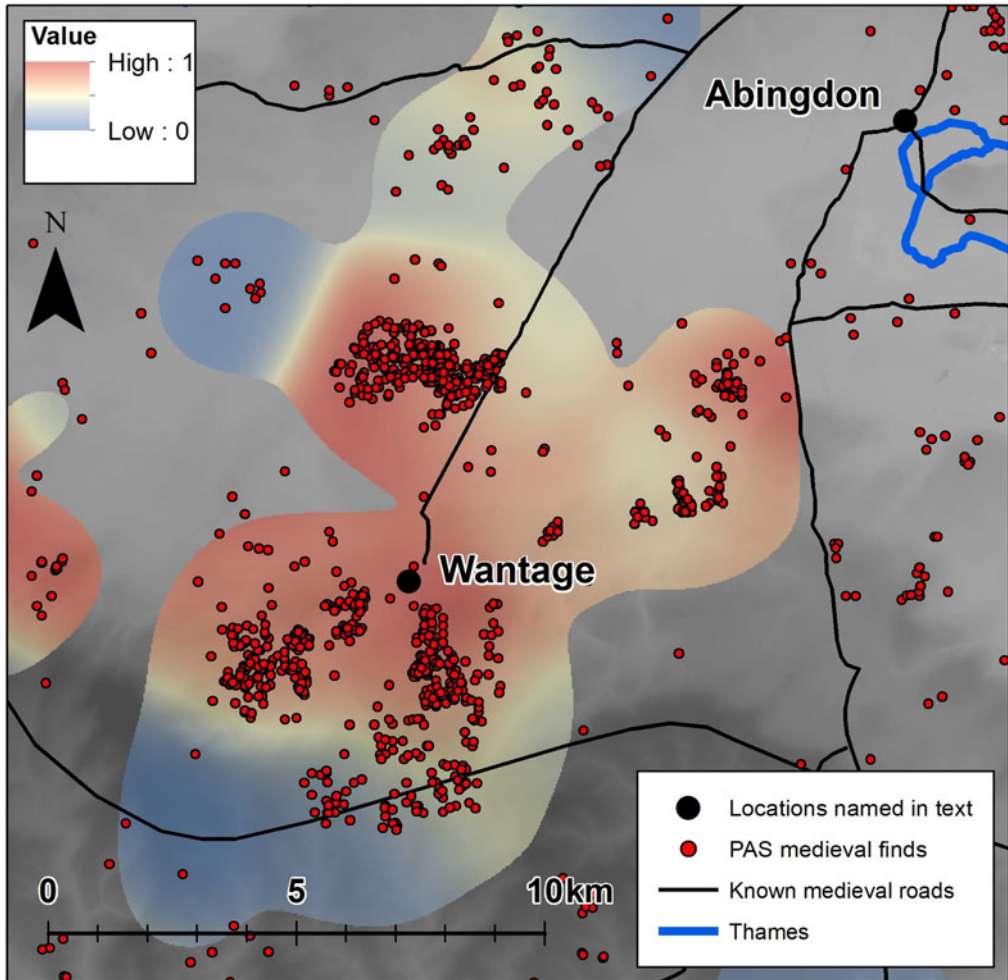 Value
High : 1
Low : 0
Abingdon
N
Wantage
0 5 10km
Locations named in text
PAS medieval finds
Known medieval roads
Thames